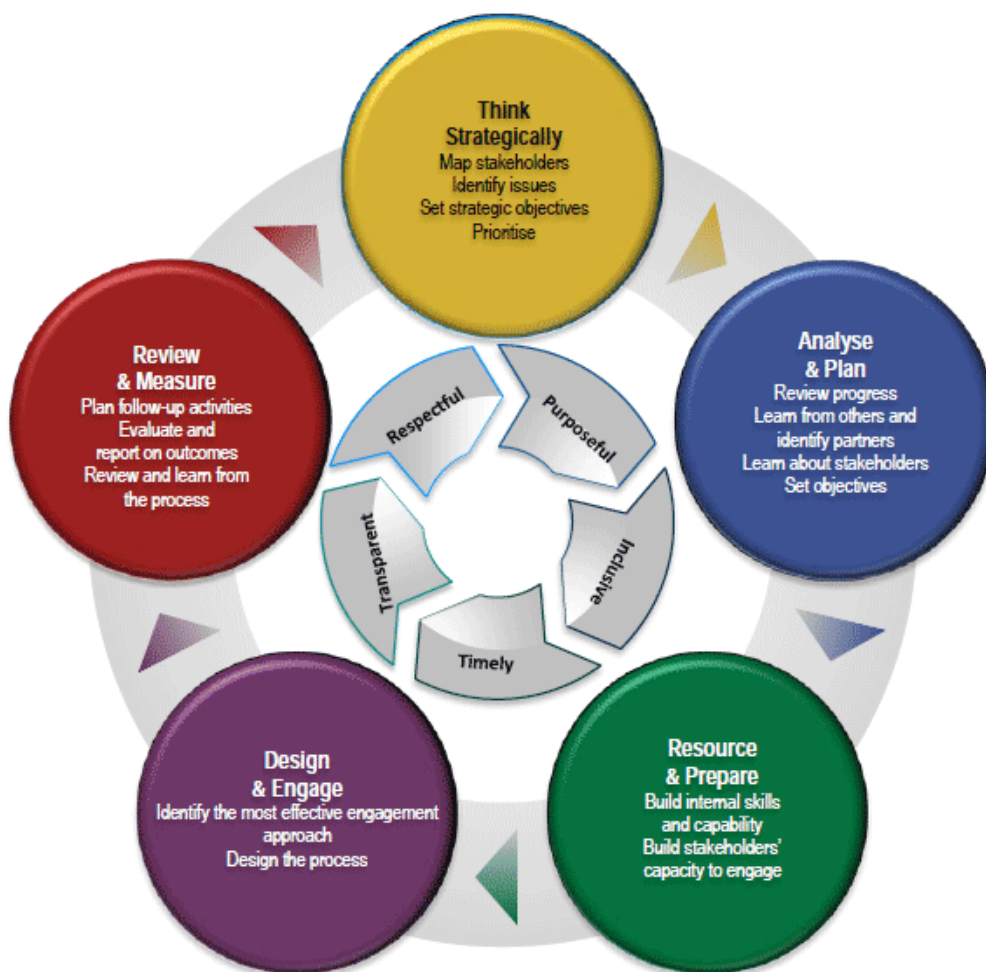 Think
Strategically
Map stakeholders
Identify issues
Set strategic objectives
Prioritise
Analyse
& Plan
Review progress
Learn from others and
identify partners
Learn about stakeholders
Set objectives
Resource
& Prepare
Build internal skills
and capability
Build stakeholders'
capacity to engage
Design
& Engage
Identify the most effective engagement
approach
Design the process
Review
& Measure
Plan follow-up activities
Evaluate and
report on outcomes
Review and learn from
the process
Purposeful
Inclusive
Timely
Transparent
Respectful